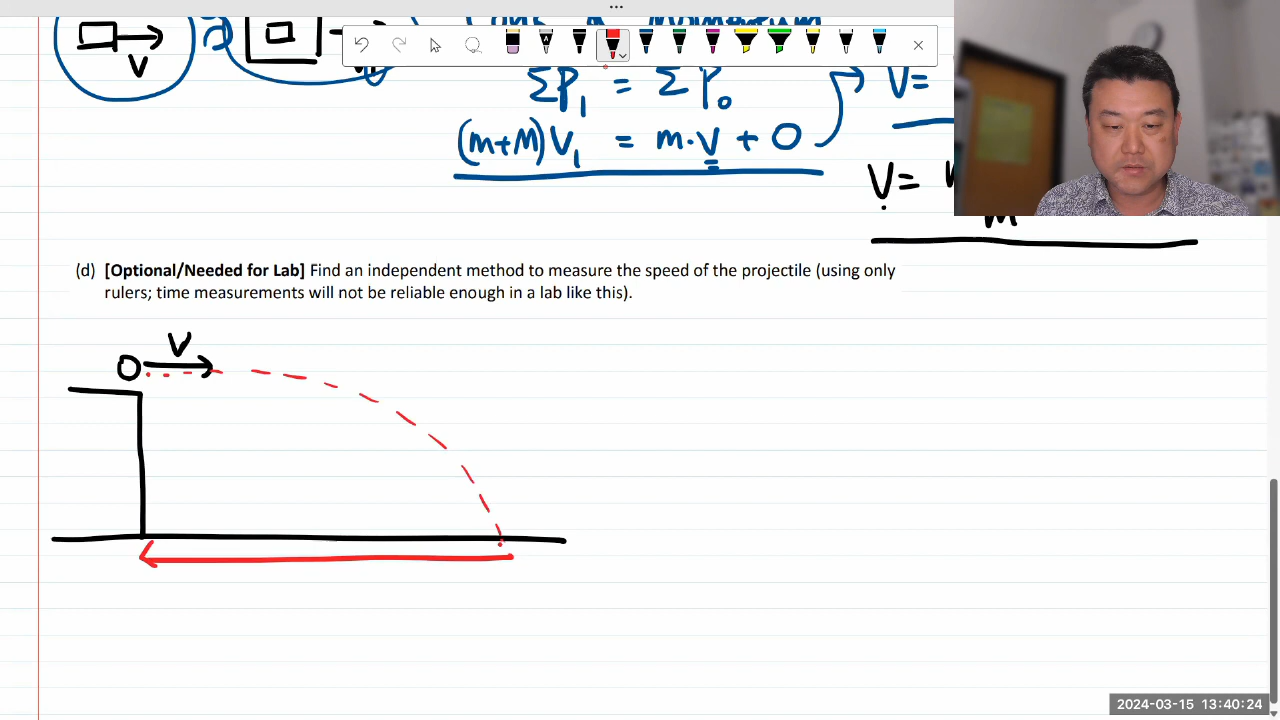 V
Σp₁ = Σp₀
V=
(m+M)V₁ = m·v + 0
V=
(d) [Optional/Needed for Lab] Find an independent method to measure the speed of the projectile (using only
rulers; time measurements will not be reliable enough in a lab like this).
V
2024-03-15 13:40:24